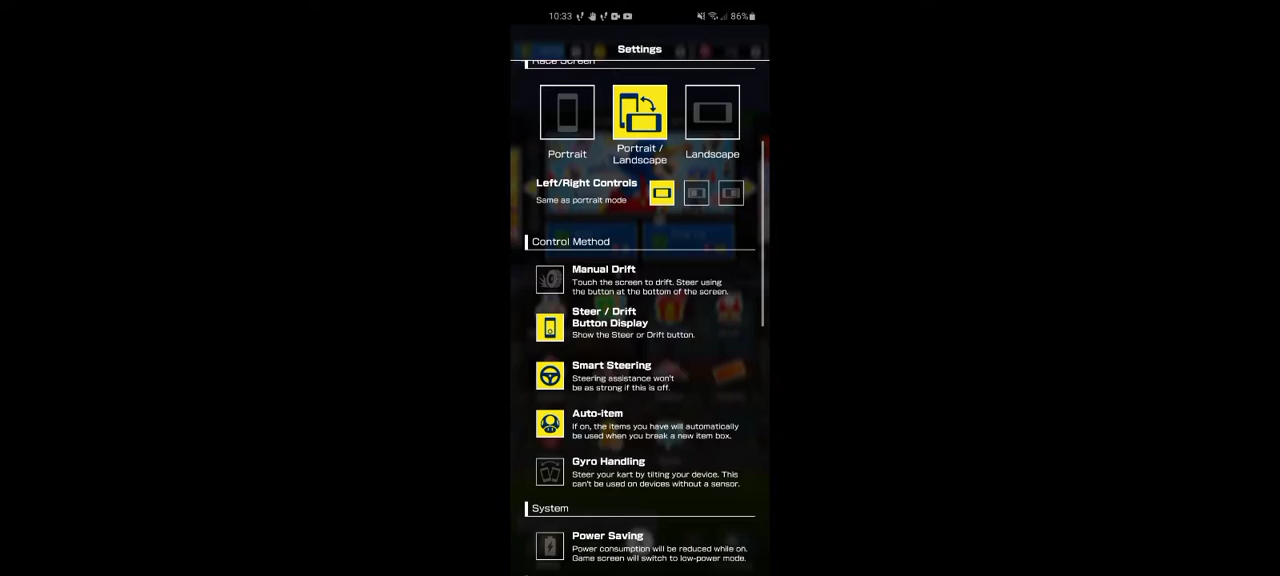 10:33
86%
Settings
Race Screen
Portrait
Portrait /
Landscape
Landscape
Left/Right Controls
Same as portrait mode
Control Method
Manual Drift
Touch the screen to drift. Steer using
the button at the bottom of the screen.
Steer / Drift
Button Display
Show the Steer or Drift button.
Smart Steering
Steering assistance won't
be as strong if this is off.
Auto-item
If on, the items you have will automatically
be used when you break a new item box.
Gyro Handling
Steer your kart by tilting your device. This
can't be used on devices without a sensor.
System
Power Saving
Power consumption will be reduced while on.
Game screen will switch to low-power mode.